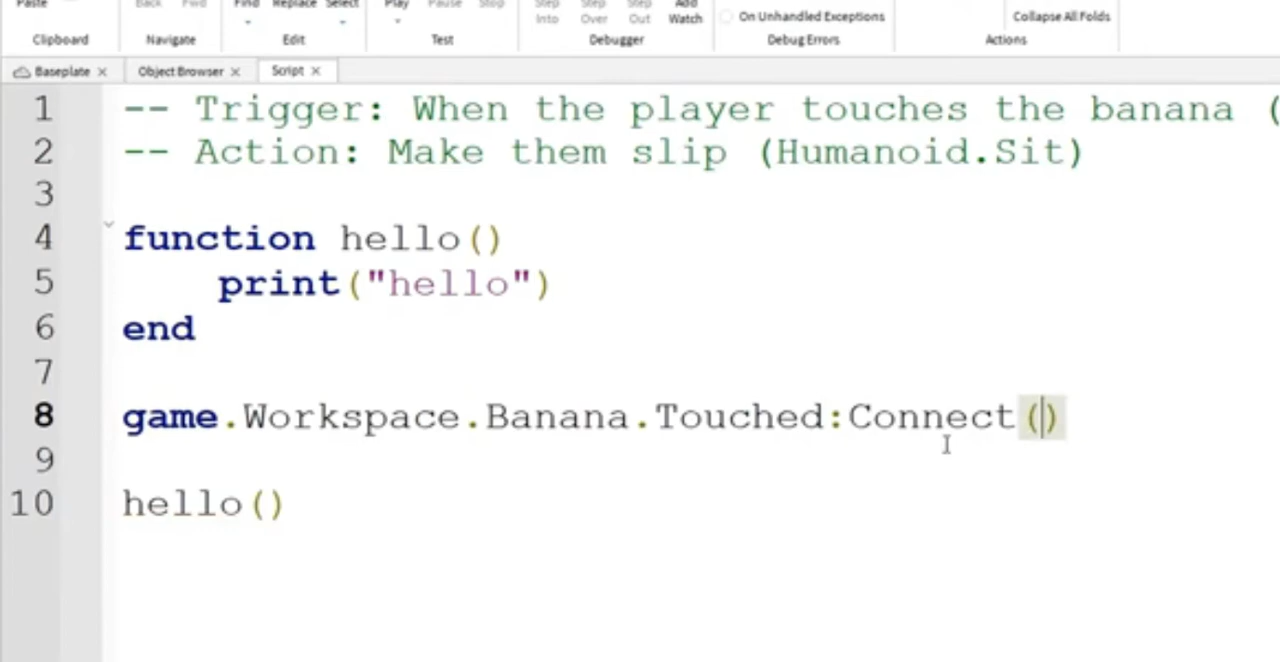 Paste
Back Fwd Find Replace Select Play Pause Stop Step Into Step Over Step Out Add Watch On Unhandled Exceptions Collapse All Folds
Clipboard Navigate Edit Test Debugger Debug Errors Actions
Baseplate × Object Browser × Script ×
1 -- Trigger: When the player touches the banana (
2 -- Action: Make them slip (Humanoid.Sit)
3
4 function hello()
5 print("hello")
6 end
7
8 game.Workspace.Banana.Touched:Connect()
9
10 hello()